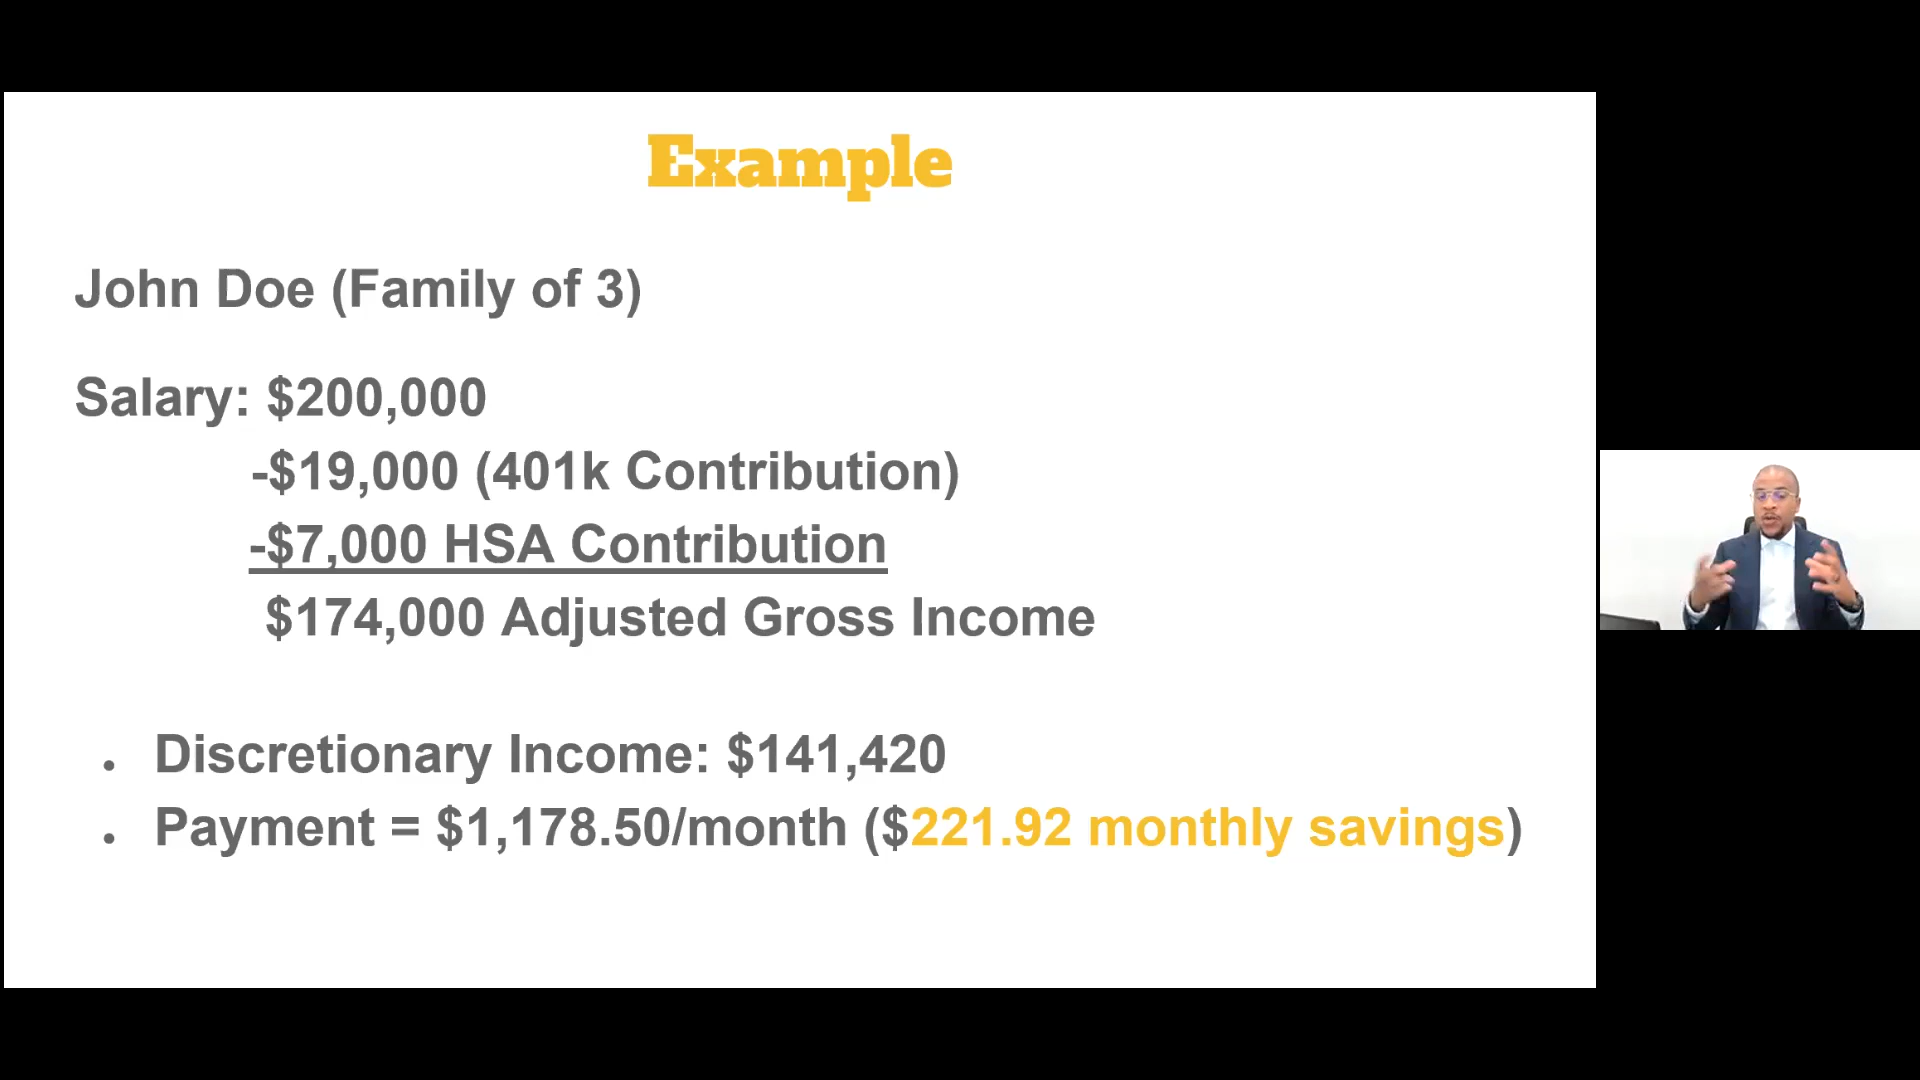 Example
John Doe (Family of 3)
Salary: $200,000
-$19,000 (401k Contribution)
-$7,000 HSA Contribution
$174,000 Adjusted Gross Income
• Discretionary Income: $141,420
• Payment = $1,178.50/month ($221.92 monthly savings)